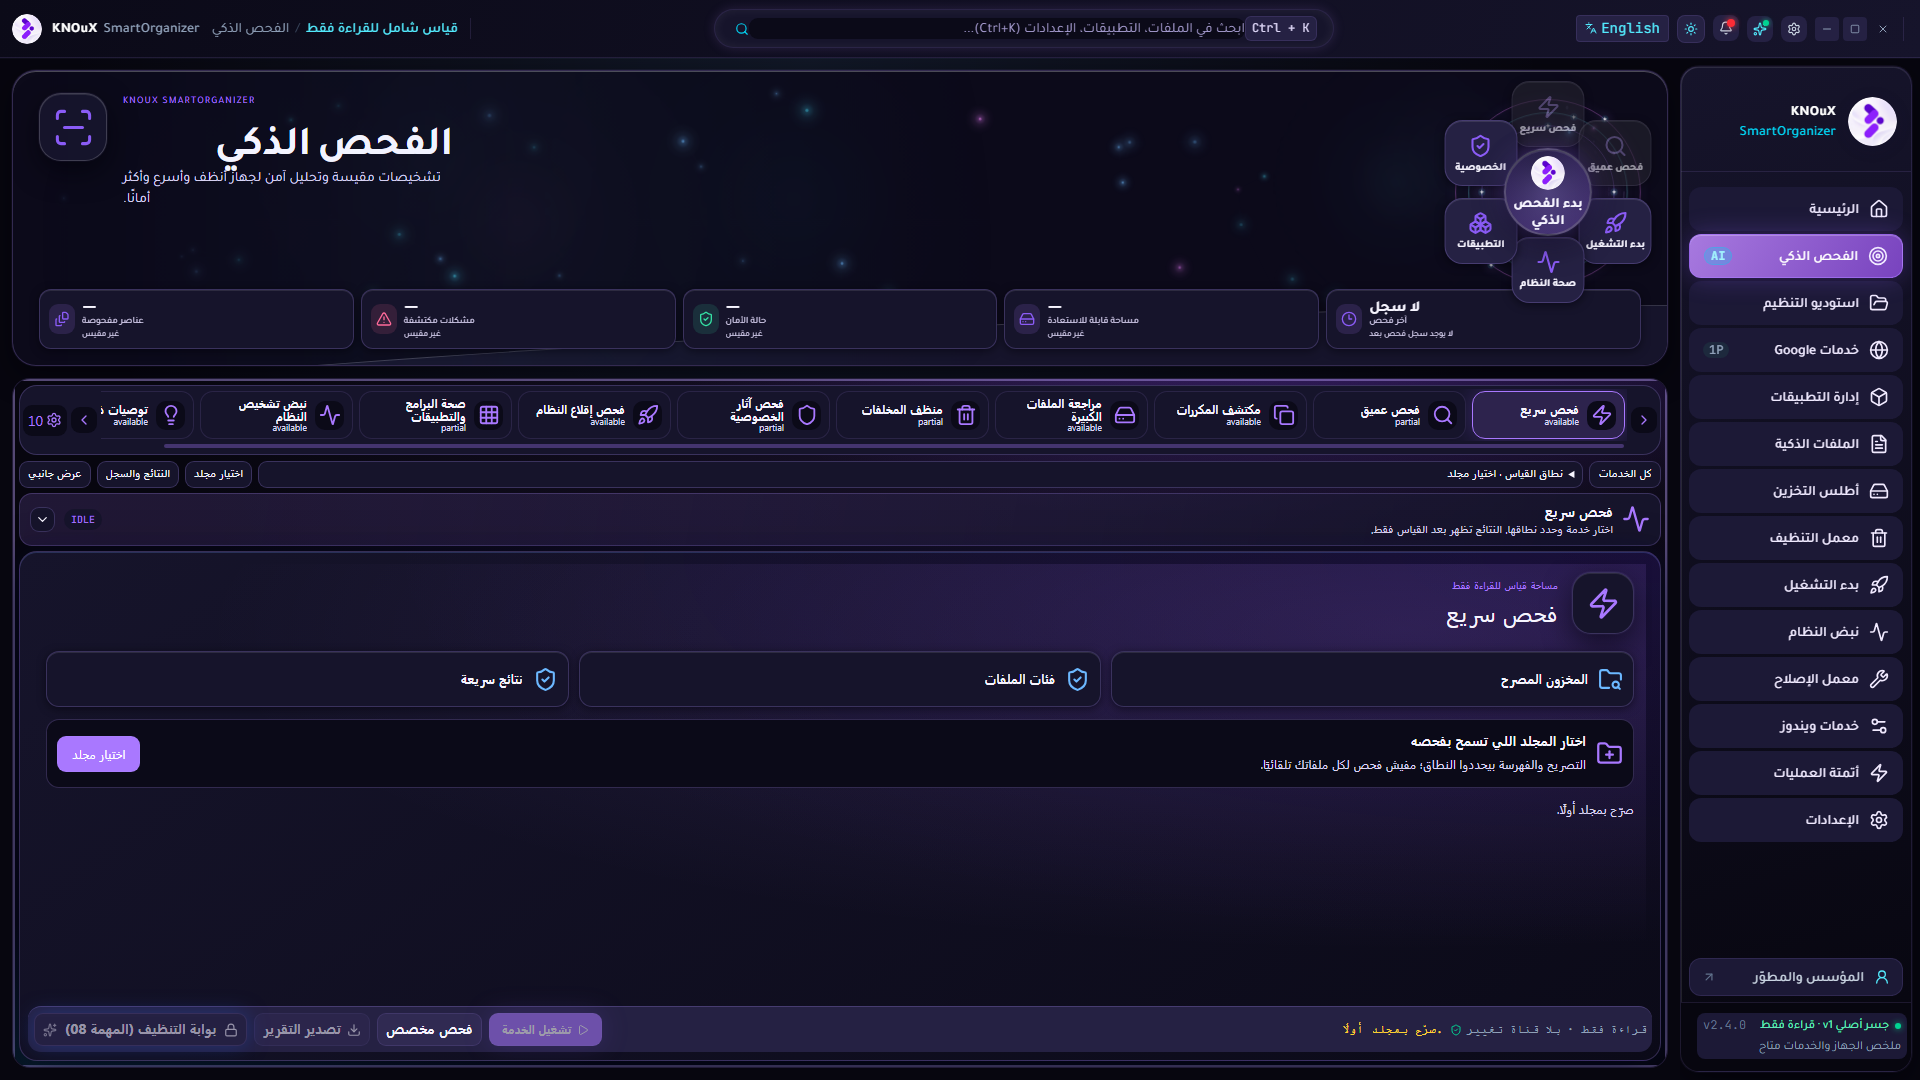 KNOuX SmartOrganizer الفحص الذكي / قياس شامل للقراءة فقط
ابحث في الملفات، التطبيقات، الإعدادات (Ctrl+K)...
Ctrl + K
English
KNOuX
SmartOrganizer
الرئيسية
الفحص الذكي AI
استوديو التنظيم
خدمات Google 1P
إدارة التطبيقات
الملفات الذكية
أطلس التخزين
معمل التنظيف
بدء التشغيل
نبض النظام
معمل الإصلاح
خدمات ويندوز
أتمتة العمليات
الإعدادات
المؤسس والمطوّر
جسر أصلي v1 · قراءة فقط v2.4.0
ملخص الجهاز والخدمات متاح
KNOUX SMARTORGANIZER
الفحص الذكي
تشخيصات مقيسة وتحليل آمن لجهاز أنظف وأسرع وأكثر
أمانًا.
فحص سريع
فحص عميق
الخصوصية
بدء الفحص
الذكي
بدء التشغيل
التطبيقات
صحة النظام
لا سجل
آخر فحص
لا يوجد سجل فحص بعد
—
مساحة قابلة للاستعادة
غير مقيس
—
حالة الأمان
غير مقيس
—
مشكلات مكتشفة
غير مقيس
—
عناصر مفحوصة
غير مقيس
فحص سريع
available
فحص عميق
partial
مكتشف المكررات
available
مراجعة الملفات
الكبيرة
available
منظف المخلفات
partial
فحص آثار
الخصوصية
partial
فحص إقلاع النظام
available
صحة البرامج
والتطبيقات
partial
نبض تشخيص
النظام
available
توصيات
available
10
كل الخدمات
◂ نطاق القياس · اختيار مجلد
اختيار مجلد
النتائج والسجل
عرض جانبي
فحص سريع
اختار خدمة وحدد نطاقها. النتائج تظهر بعد القياس فقط.
IDLE
مساحة قياس للقراءة فقط
فحص سريع
المخزون المصرح
فئات الملفات
نتائج سريعة
اختار المجلد اللي تسمح بفحصه
التصريح والفهرسة بيحددوا النطاق؛ مفيش فحص لكل ملفاتك تلقائيًا.
اختيار مجلد
صرّح بمجلد أولًا.
قراءة فقط · بلا قناة تغيير
صرّح بمجلد أولًا.
تشغيل الخدمة
فحص مخصص
تصدير التقرير
بوابة التنظيف (المهمة 08)